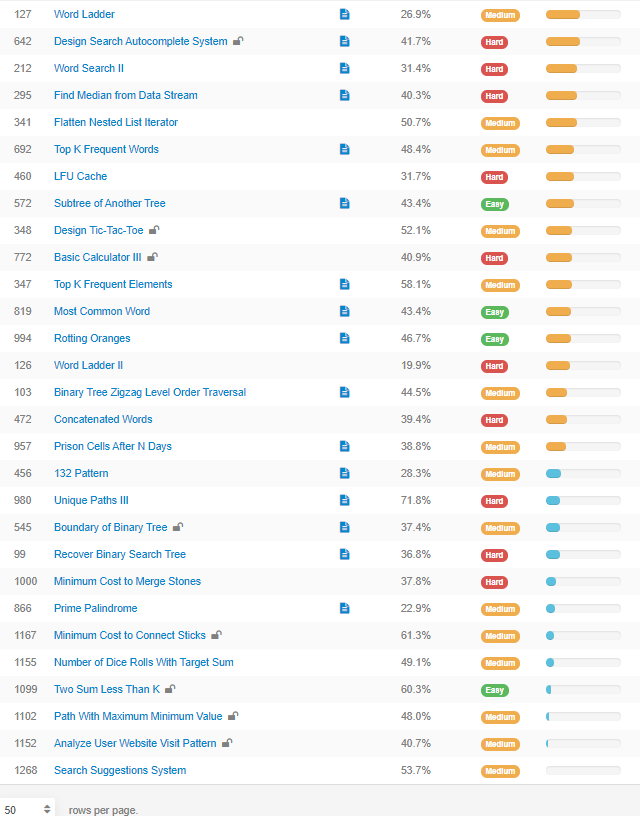 127 Word Ladder 26.9% Medium
642 Design Search Autocomplete System 41.7% Hard
212 Word Search II 31.4% Hard
295 Find Median from Data Stream 40.3% Hard
341 Flatten Nested List Iterator 50.7% Medium
692 Top K Frequent Words 48.4% Medium
460 LFU Cache 31.7% Hard
572 Subtree of Another Tree 43.4% Easy
348 Design Tic-Tac-Toe 52.1% Medium
772 Basic Calculator III 40.9% Hard
347 Top K Frequent Elements 58.1% Medium
819 Most Common Word 43.4% Easy
994 Rotting Oranges 46.7% Easy
126 Word Ladder II 19.9% Hard
103 Binary Tree Zigzag Level Order Traversal 44.5% Medium
472 Concatenated Words 39.4% Hard
957 Prison Cells After N Days 38.8% Medium
456 132 Pattern 28.3% Medium
980 Unique Paths III 71.8% Hard
545 Boundary of Binary Tree 37.4% Medium
99 Recover Binary Search Tree 36.8% Hard
1000 Minimum Cost to Merge Stones 37.8% Hard
866 Prime Palindrome 22.9% Medium
1167 Minimum Cost to Connect Sticks 61.3% Medium
1155 Number of Dice Rolls With Target Sum 49.1% Medium
1099 Two Sum Less Than K 60.3% Easy
1102 Path With Maximum Minimum Value 48.0% Medium
1152 Analyze User Website Visit Pattern 40.7% Medium
1268 Search Suggestions System 53.7% Medium
50 rows per page.